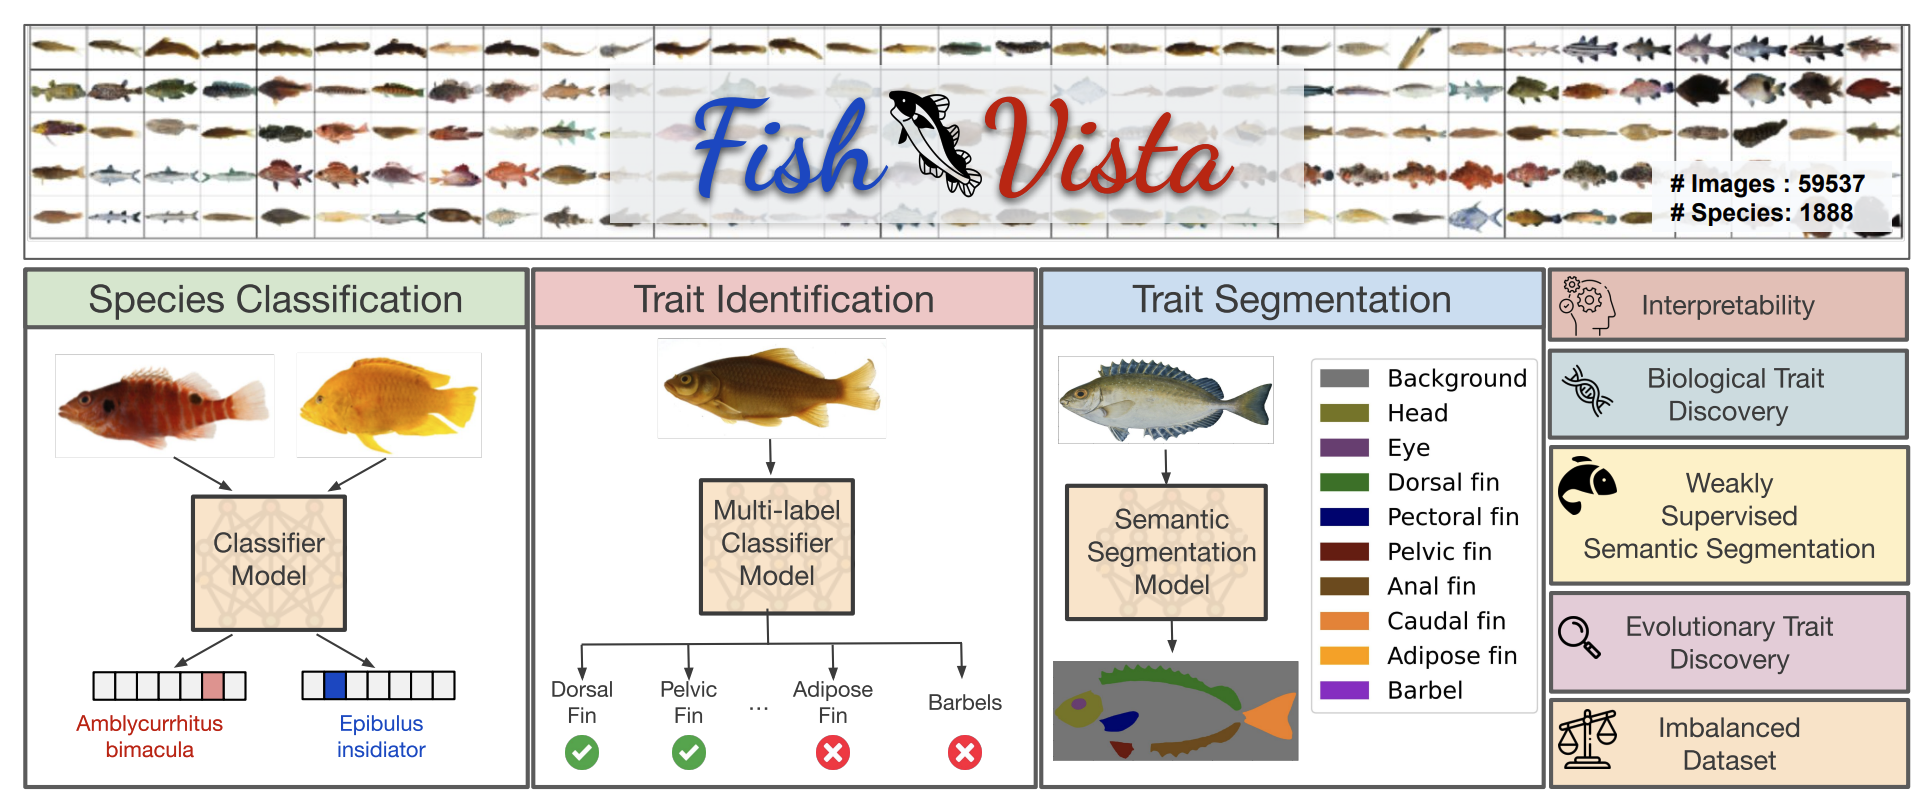 Fish Vista
# Images : 59537
# Species: 1888
Species Classification
Classifier
Model
Amblycurrhitus
bimacula
Epibulus
insidiator
Trait Identification
Multi-label
Classifier
Model
Dorsal
Fin
Pelvic
Fin
...
Adipose
Fin
Barbels
Trait Segmentation
Semantic
Segmentation
Model
Background
Head
Eye
Dorsal fin
Pectoral fin
Pelvic fin
Anal fin
Caudal fin
Adipose fin
Barbel
Interpretability
Biological Trait
Discovery
Weakly
Supervised
Semantic Segmentation
Evolutionary Trait
Discovery
Imbalanced
Dataset